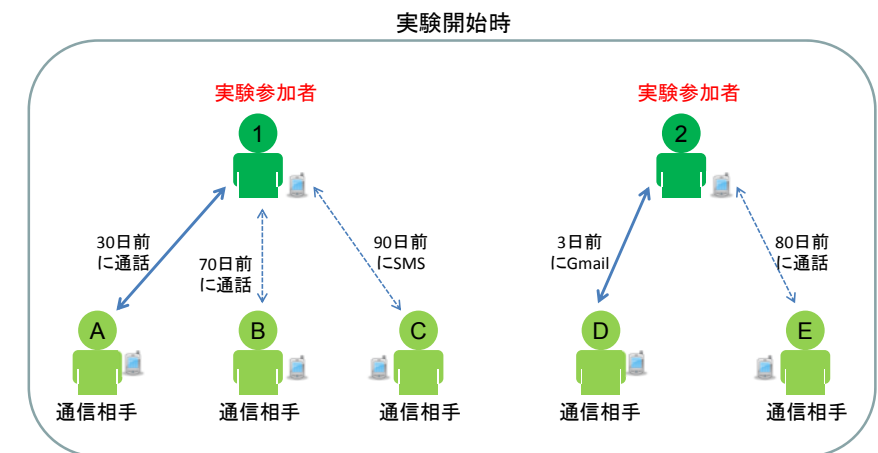 実験開始時
実験参加者
実験参加者
1
2
30日前
に通話
70日前
に通話
90日前
にSMS
3日前
にGmail
80日前
に通話
A
B
C
D
E
通信相手
通信相手
通信相手
通信相手
通信相手